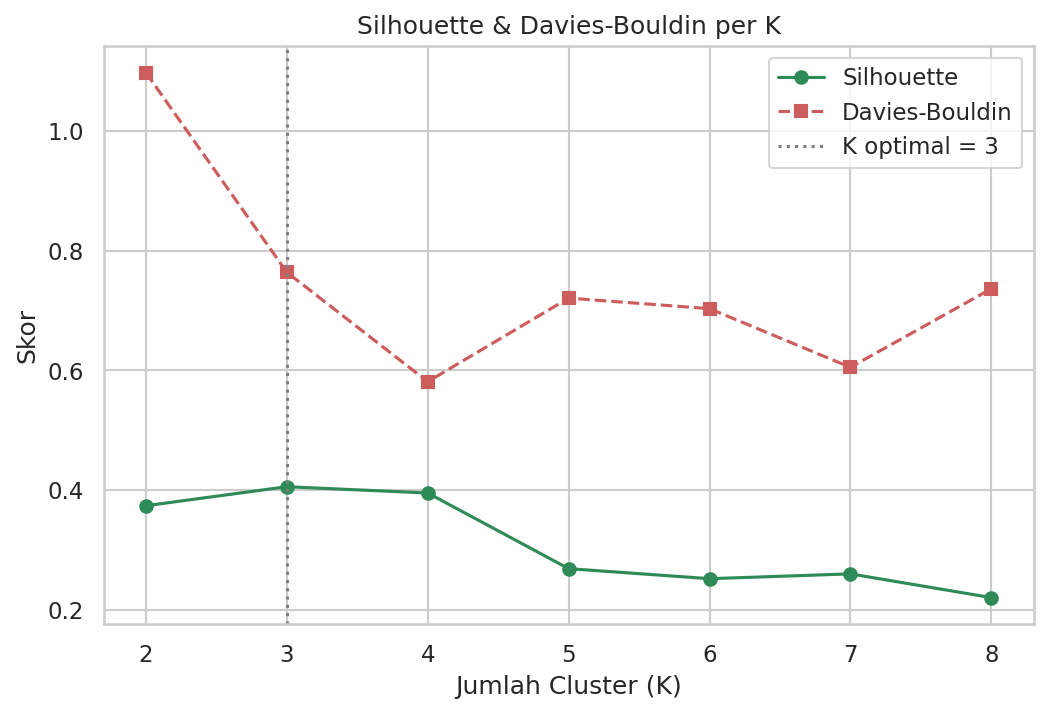 Silhouette & Davies-Bouldin per K
Silhouette
Davies-Bouldin
K optimal = 3
Skor
1.0
0.8
0.6
0.4
0.2
2 3 4 5 6 7 8
Jumlah Cluster (K)